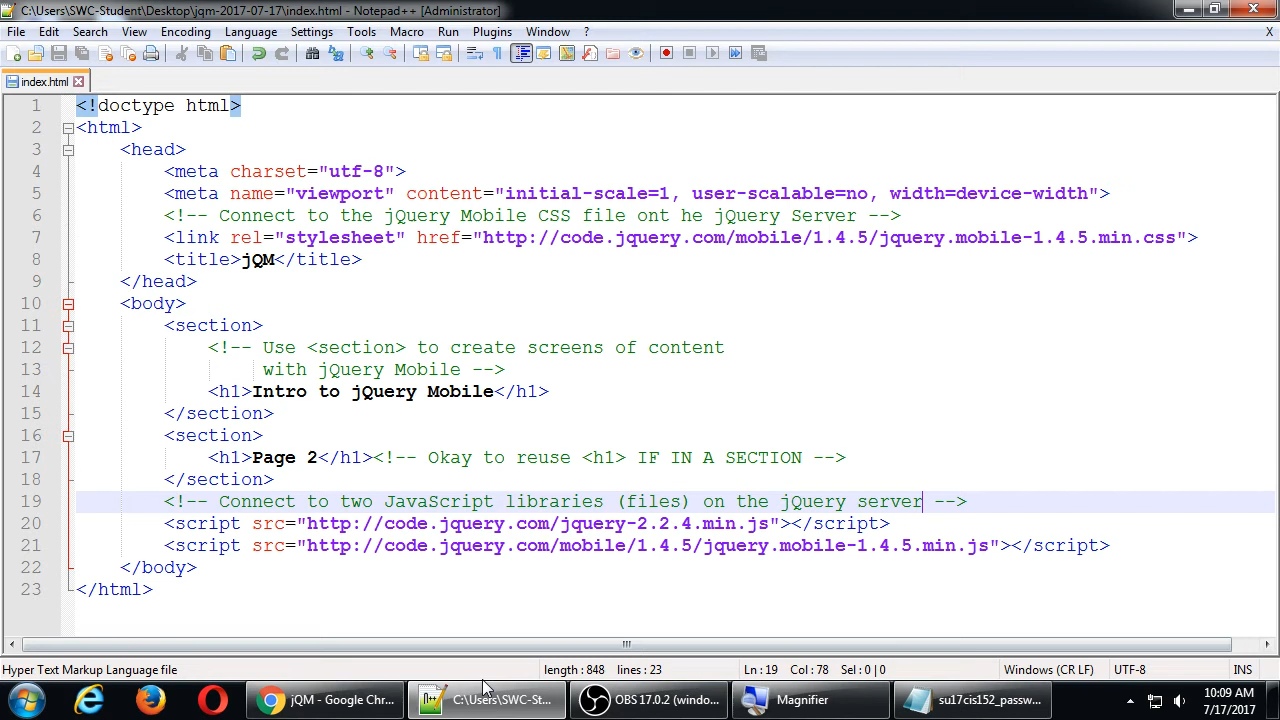 C:\Users\SWC-Student\Desktop\jqm-2017-07-17\index.html - Notepad++ [Administrator]
File Edit Search View Encoding Language Settings Tools Macro Run Plugins Window ? X
index.html
1 <!doctype html>
2 <html>
3 <head>
4 <meta charset="utf-8">
5 <meta name="viewport" content="initial-scale=1, user-scalable=no, width=device-width">
6 <!-- Connect to the jQuery Mobile CSS file ont he jQuery Server -->
7 <link rel="stylesheet" href="http://code.jquery.com/mobile/1.4.5/jquery.mobile-1.4.5.min.css">
8 <title>jQM</title>
9 </head>
10 <body>
11 <section>
12 <!-- Use <section> to create screens of content
13 with jQuery Mobile -->
14 <h1>Intro to jQuery Mobile</h1>
15 </section>
16 <section>
17 <h1>Page 2</h1><!-- Okay to reuse <h1> IF IN A SECTION -->
18 </section>
19 <!-- Connect to two JavaScript libraries (files) on the jQuery server -->
20 <script src="http://code.jquery.com/jquery-2.2.4.min.js"></script>
21 <script src="http://code.jquery.com/mobile/1.4.5/jquery.mobile-1.4.5.min.js"></script>
22 </body>
23 </html>
Hyper Text Markup Language file length : 848 lines : 23 Ln : 19 Col : 78 Sel : 0 | 0 Windows (CR LF) UTF-8 INS
jQM - Google Chr... C:\Users\SWC-St... OBS 17.0.2 (windo... Magnifier su17cis152_passw... 10:09 AM
7/17/2017